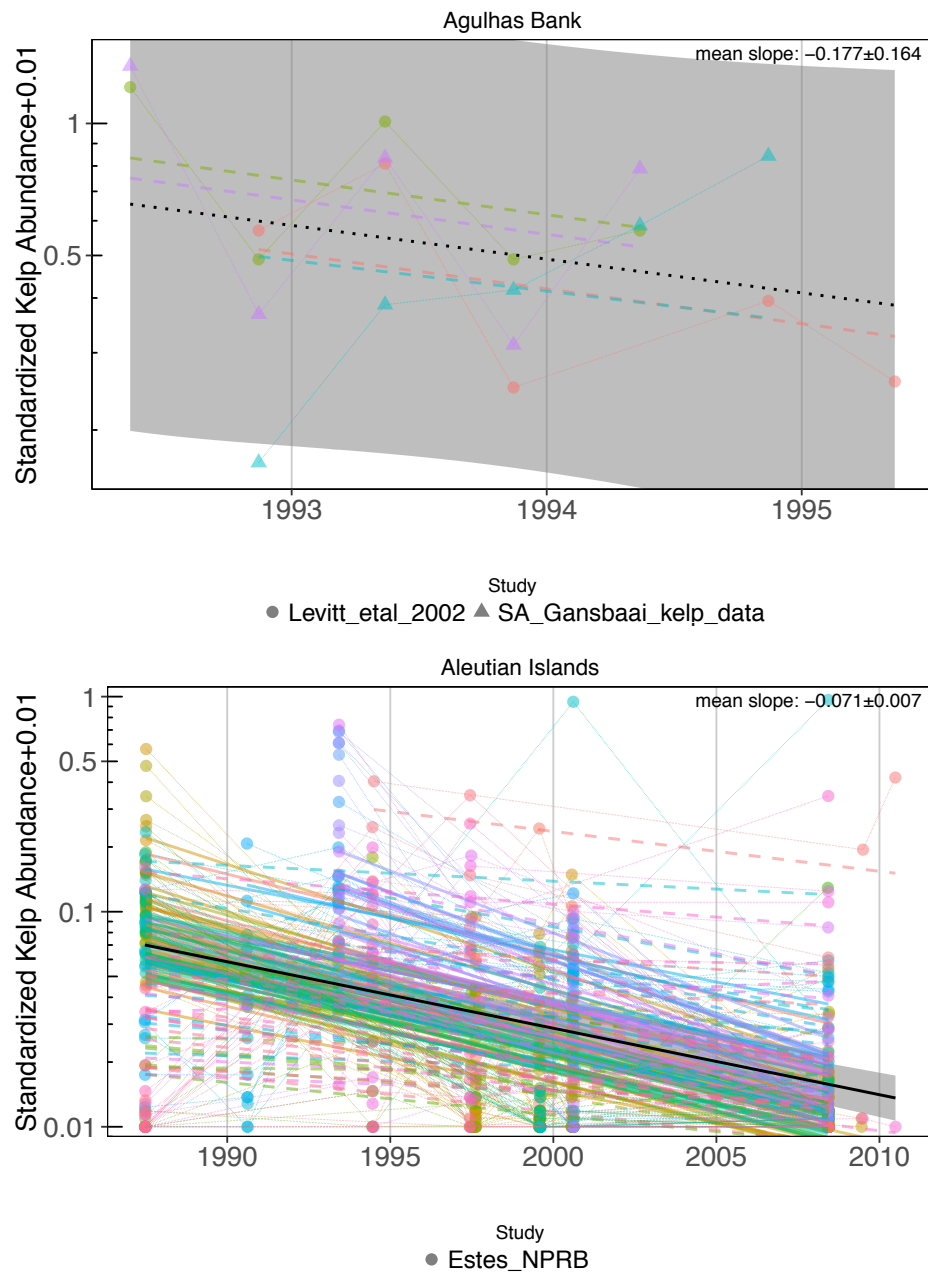 Agulhas Bank
mean slope: −0.177±0.164
Standardized Kelp Abundance+0.01
1
0.5
1993 1994 1995
Study
Levitt_etal_2002 SA_Gansbaai_kelp_data
Aleutian Islands
mean slope: −0.071±0.007
Standardized Kelp Abundance+0.01
1
0.5
0.1
0.01
1990 1995 2000 2005 2010
Study
Estes_NPRB